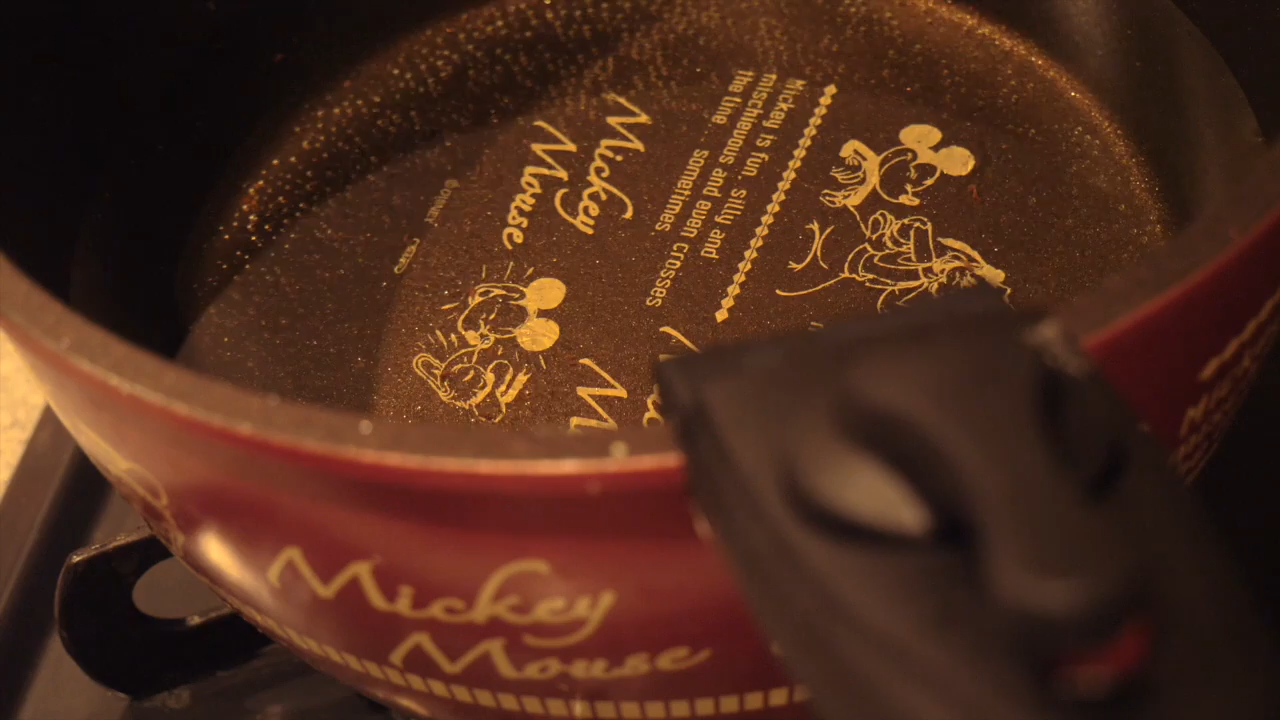 Mickey
Mouse
Mickey is fun, silly and
mischievous and even crosses
the line... sometimes.
Mickey
Mouse